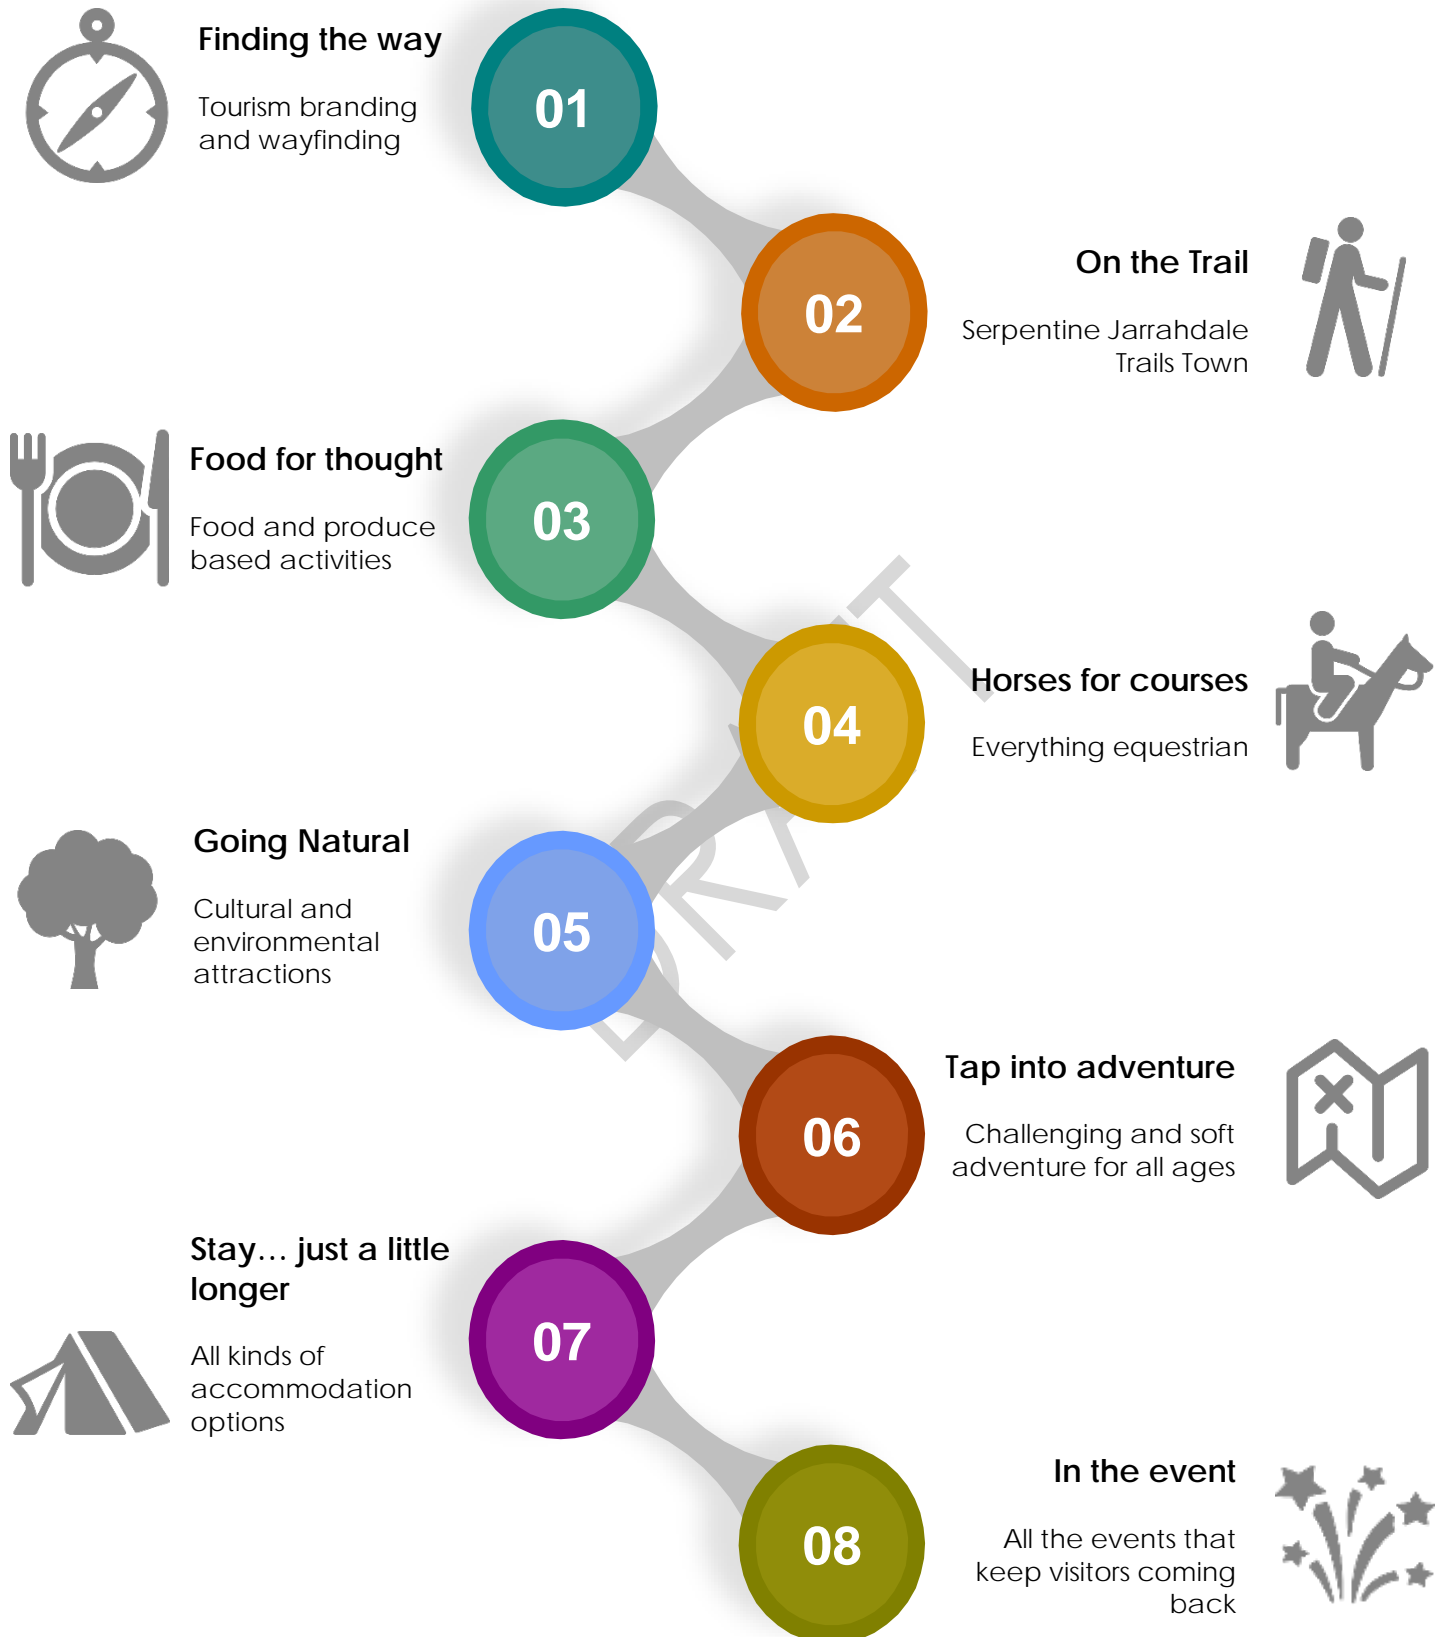 Finding the way
Tourism branding
and wayfinding
01
02
On the Trail
Serpentine Jarrahdale
Trails Town
Food for thought
Food and produce
based activities
03
04
Horses for courses
Everything equestrian
Going Natural
Cultural and
environmental
attractions
05
06
Tap into adventure
Challenging and soft
adventure for all ages
Stay… just a little
longer
All kinds of
accommodation
options
07
08
In the event
All the events that
keep visitors coming
back
DRAFT